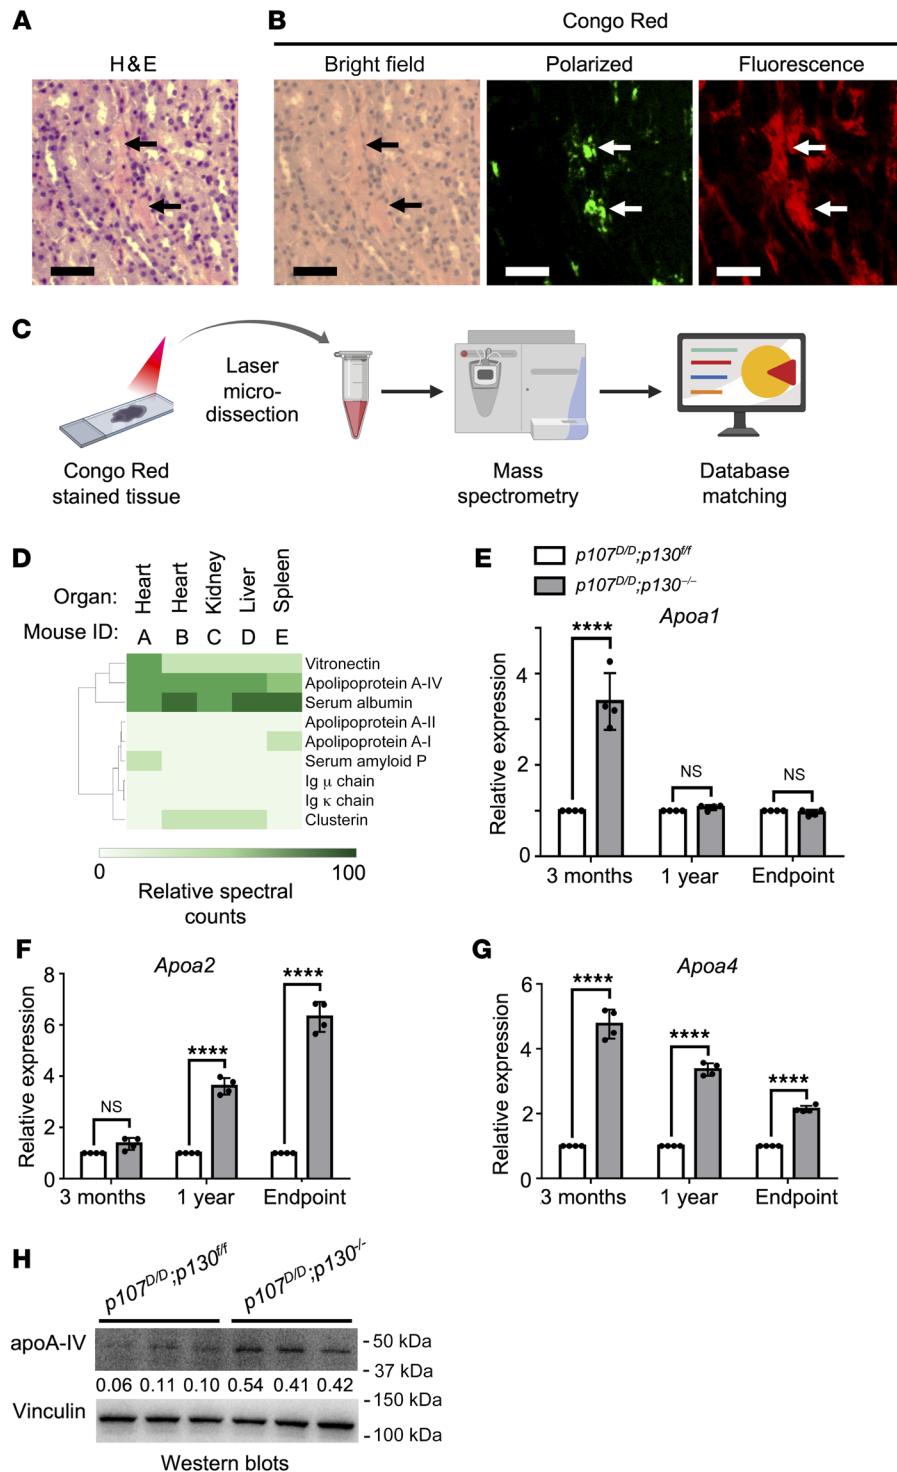 A
H&E
B
Congo Red
Bright field
Polarized
Fluorescence
C
Laser
micro-
dissection
Congo Red
stained tissue
Mass
spectrometry
Database
matching
D
Organ:
Heart
Heart
Kidney
Liver
Spleen
Mouse ID:
A
B
C
D
E
Vitronectin
Apolipoprotein A-IV
Serum albumin
Apolipoprotein A-II
Apolipoprotein A-I
Serum amyloid P
Ig μ chain
Ig κ chain
Clusterin
0
100
Relative spectral
counts
E
p107D/D;p130f/f
p107D/D;p130–/–
Apoa1
Relative expression
4
2
1
0
****
NS
NS
3 months
1 year
Endpoint
F
Apoa2
Relative expression
8
6
4
2
0
NS
****
****
3 months
1 year
Endpoint
G
Apoa4
Relative expression
6
4
2
0
****
****
****
3 months
1 year
Endpoint
H
p107D/D;p130f/f
p107D/D;p130-/-
apoA-IV
- 50 kDa
- 37 kDa
0.06 0.11 0.10 0.54 0.41 0.42
Vinculin
- 150 kDa
- 100 kDa
Western blots